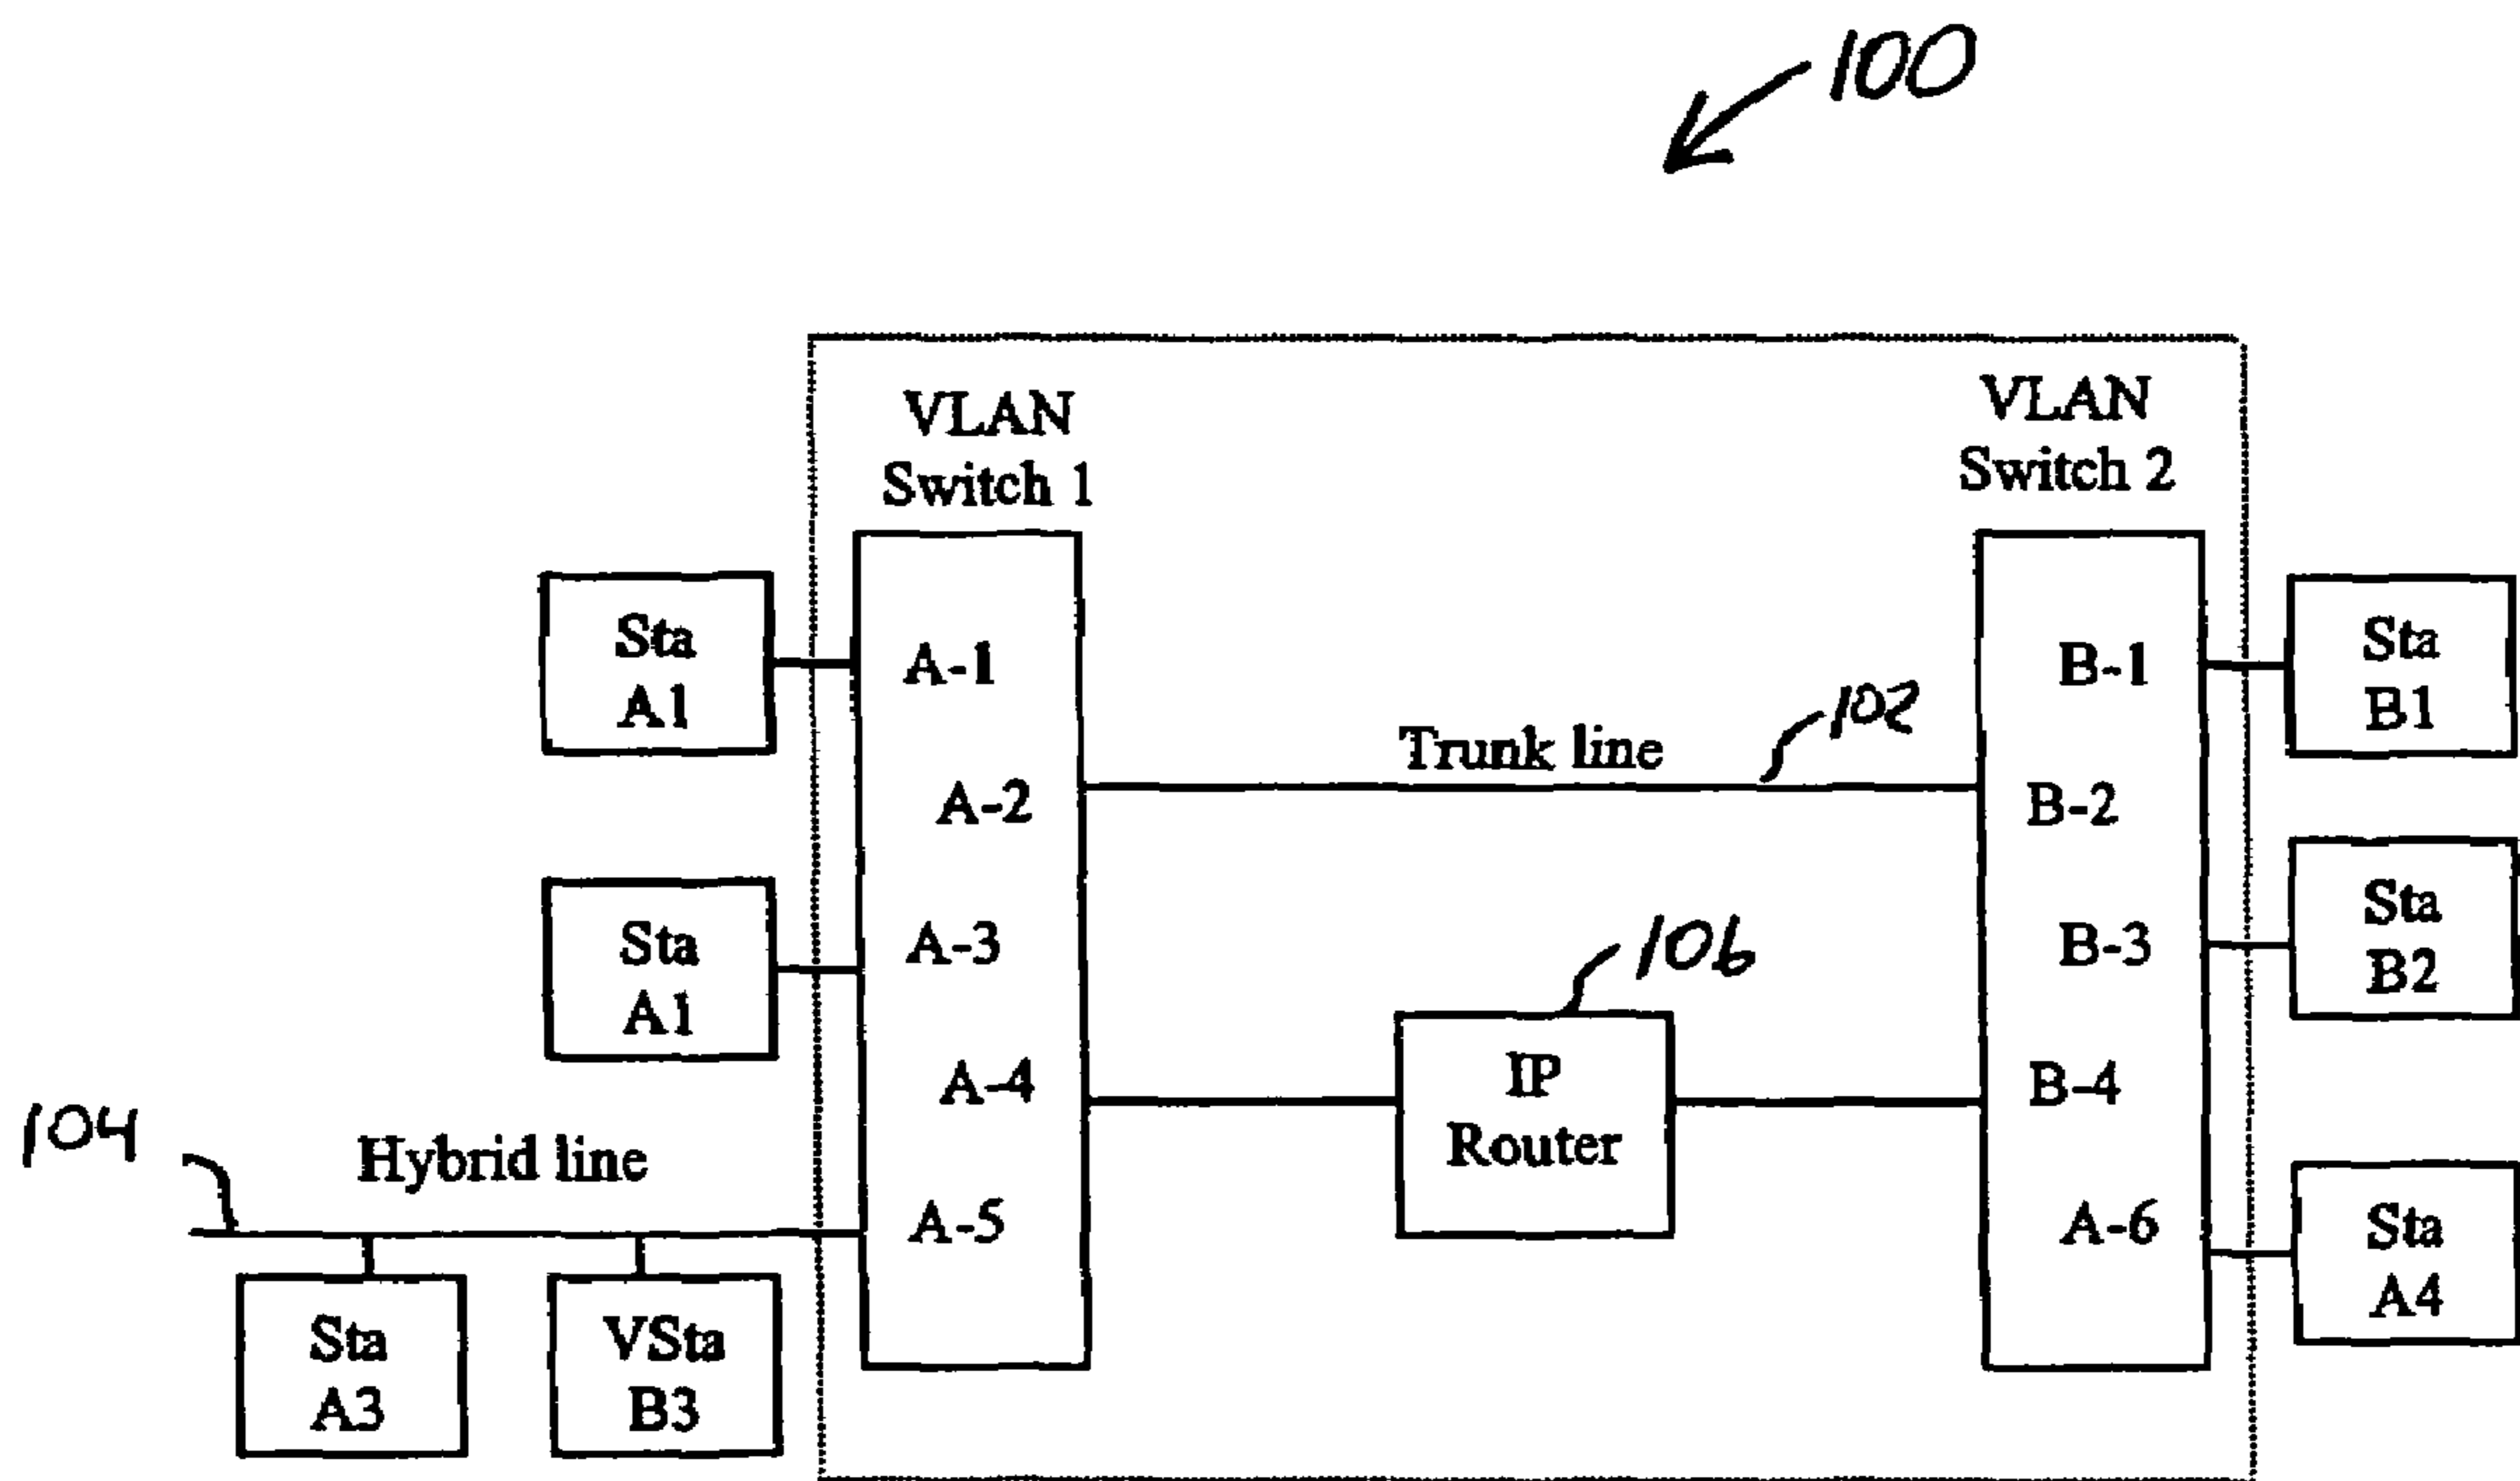 100
VLAN
Switch 1
VLAN
Switch 2
Sta
A1
A-1
B-1
Sta
B1
Trunk line
102
A-2
B-2
Sta
A1
A-3
B-3
Sta
B2
106
IP
Router
A-4
B-4
104
Hybrid line
A-5
A-6
Sta
A4
Sta
A3
VSta
B3